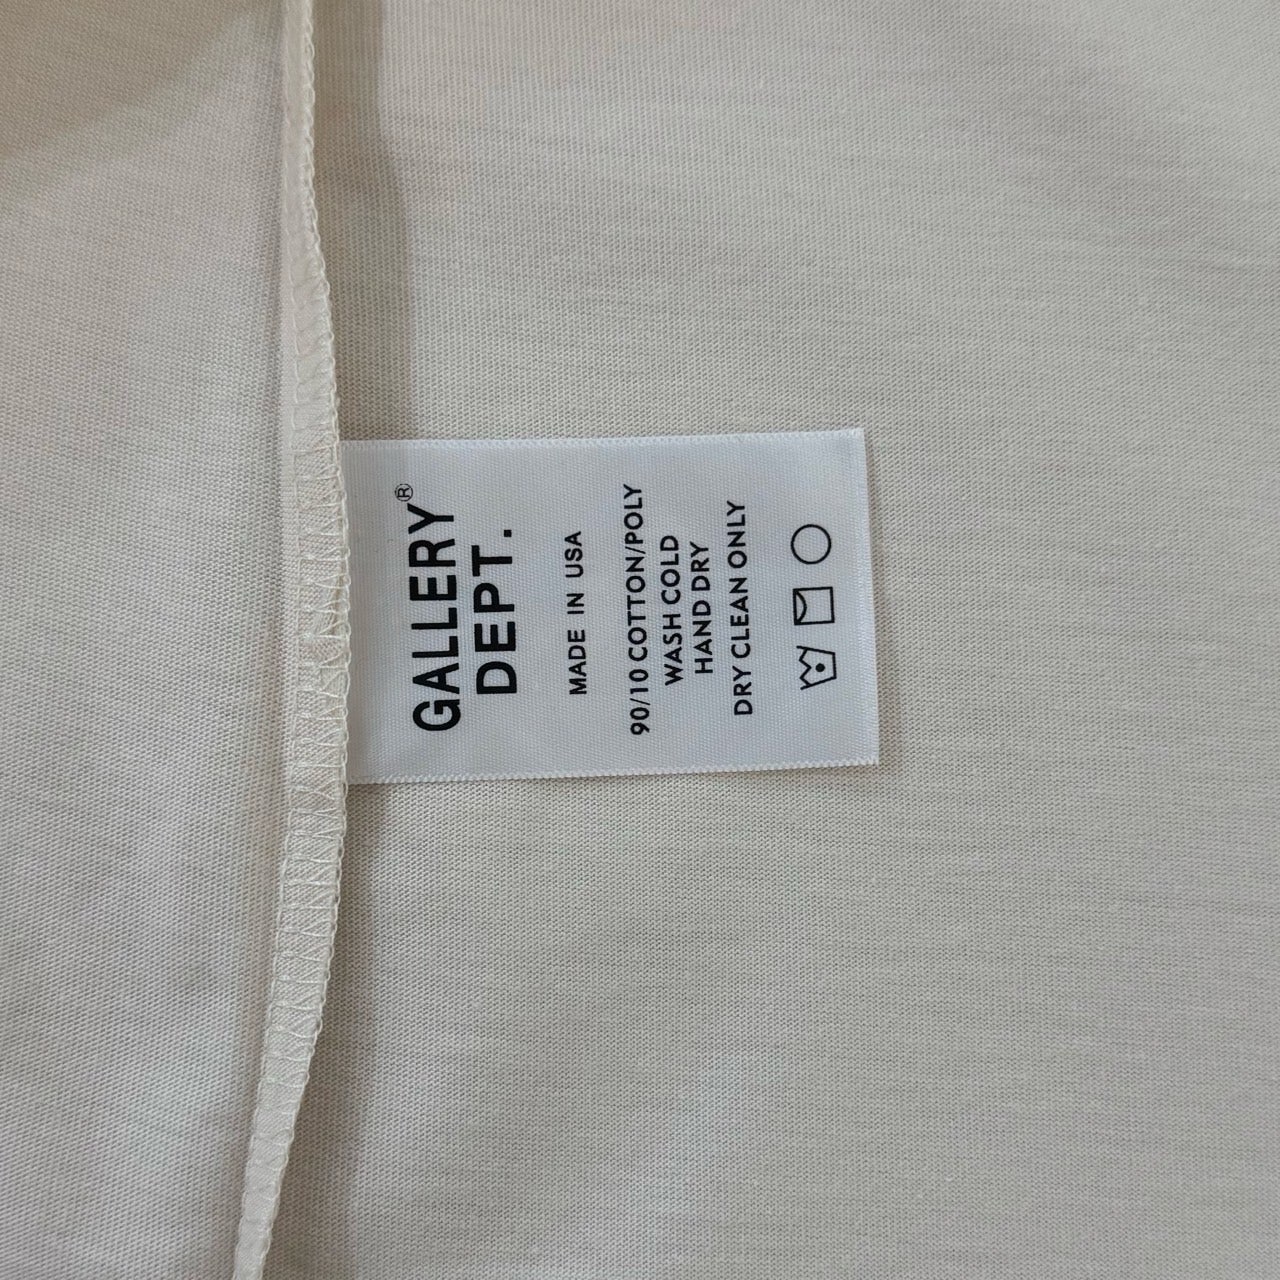 GALLERY®
DEPT.
MADE IN USA
90/10 COTTON/POLY
WASH COLD
HAND DRY
DRY CLEAN ONLY